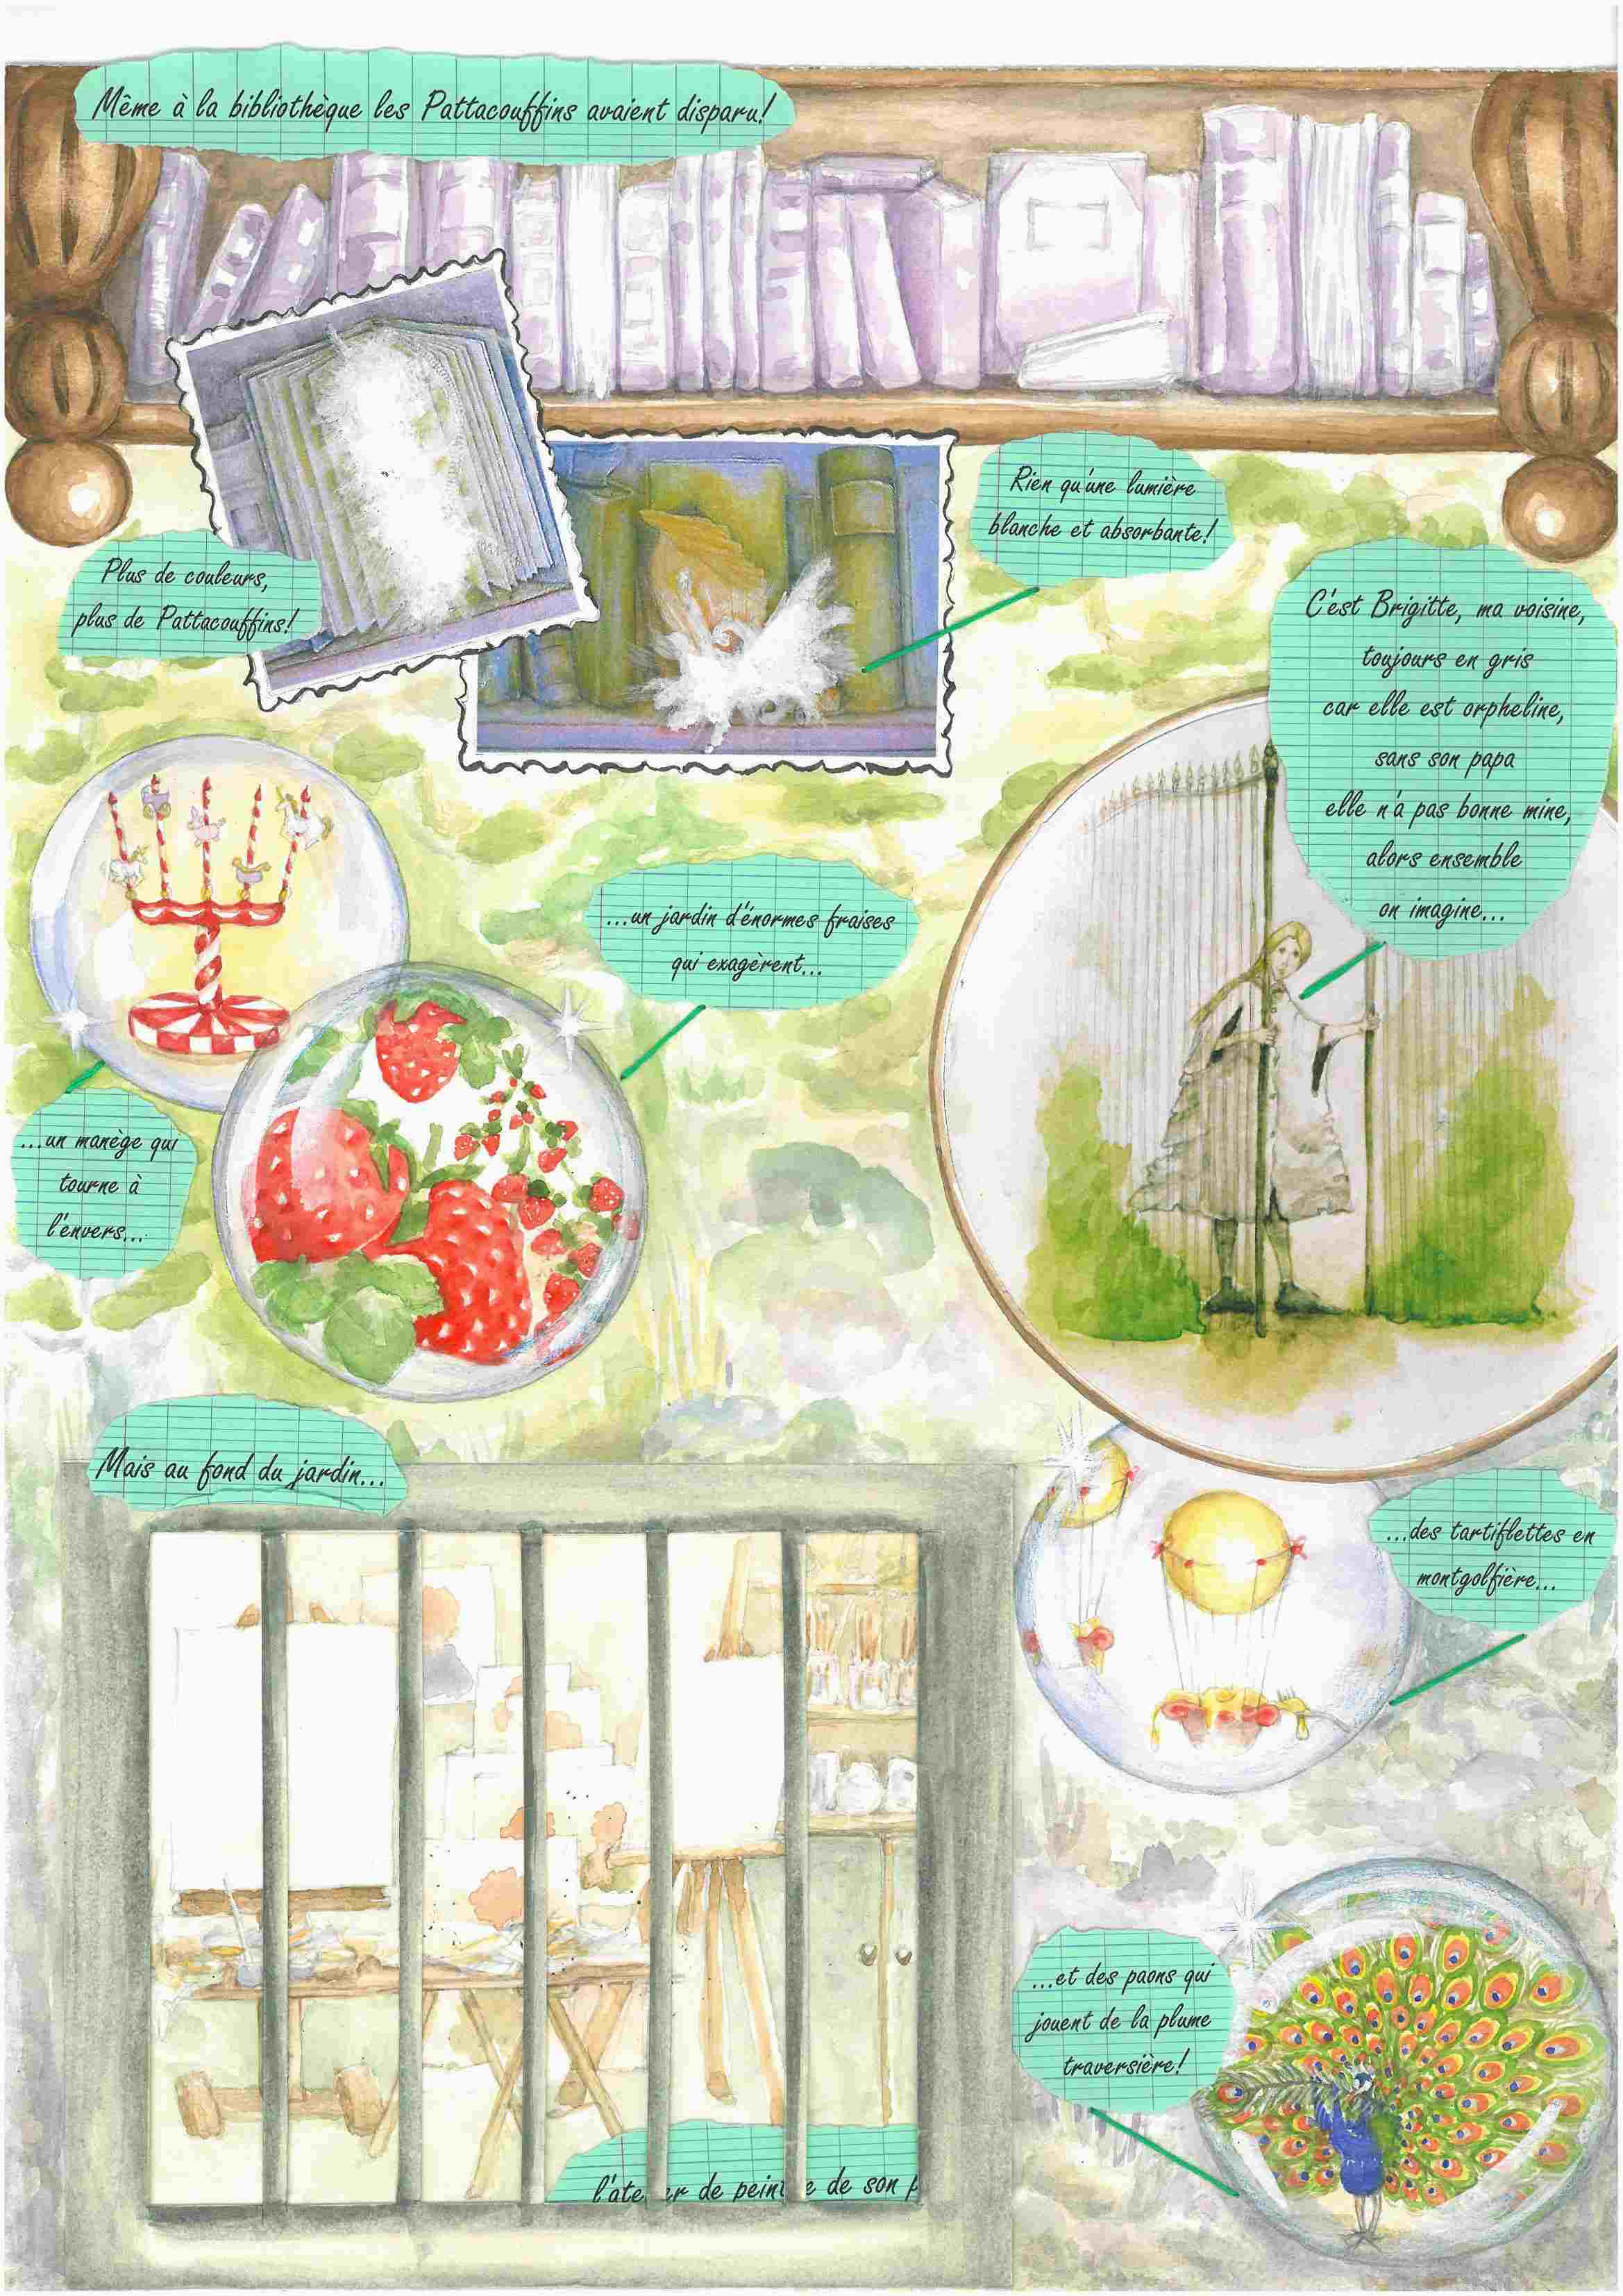 Même à la bibliothèque les Pattacouffins avaient disparu!
Plus de couleurs,
plus de Pattacouffins!
Rien qu'une lumière
blanche et absorbante!
C'est Brigitte, ma voisine,
toujours en gris
car elle est orpheline,
sans son papa
elle n'a pas bonne mine,
alors ensemble
on imagine...
...un manège qui
tourne à
l'envers...
...un jardin d'énormes fraises
qui exagèrent...
...des tartiflettes en
montgolfière...
...et des paons qui
jouent de la plume
traversière!
Mais au fond du jardin...
de son